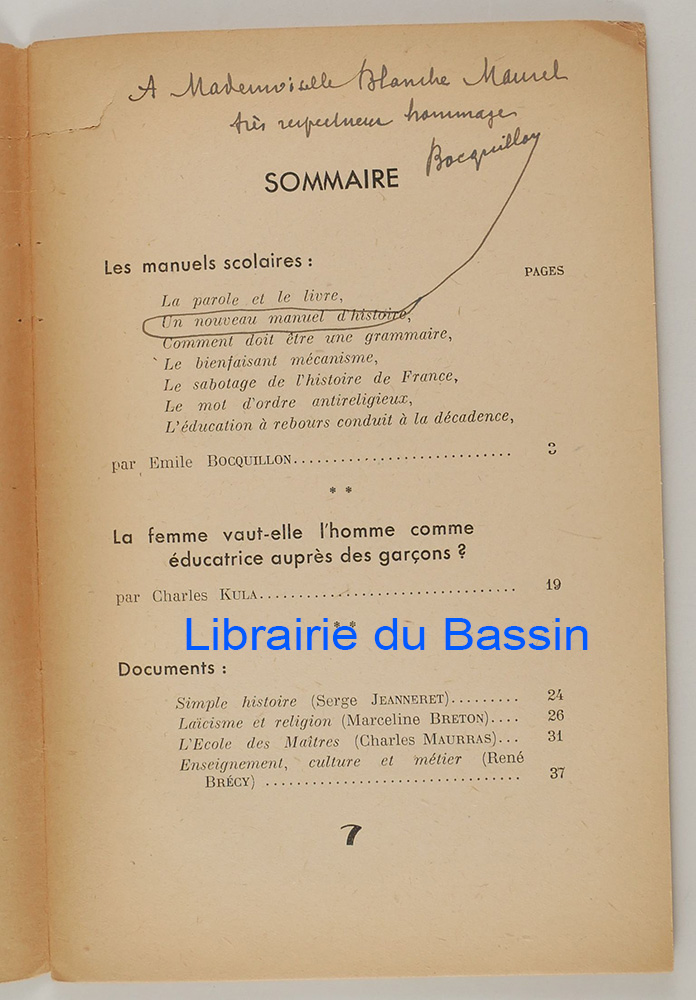 A Mademoiselle Blanche Maurel
très respectueux hommage
Bocquillon
SOMMAIRE
Les manuels scolaires :
PAGES
La parole et le livre,
Un nouveau manuel d'histoire,
Comment doit être une grammaire,
Le bienfaisant mécanisme,
Le sabotage de l'histoire de France,
Le mot d'ordre antireligieux,
L'éducation à rebours conduit à la décadence,
par Emile BOCQUILLON............................
* *
La femme vaut-elle l'homme comme
éducatrice auprès des garçons ?
par Charles KULA................................. 19
* *
Librairie du Bassin
Documents :
Simple histoire (Serge JEANNERET)......... 24
Laïcisme et religion (Marceline BRETON).... 26
L'Ecole des Maîtres (Charles MAURRAS)... 31
Enseignement, culture et métier (René
BRÉCY) ................................. 37
7